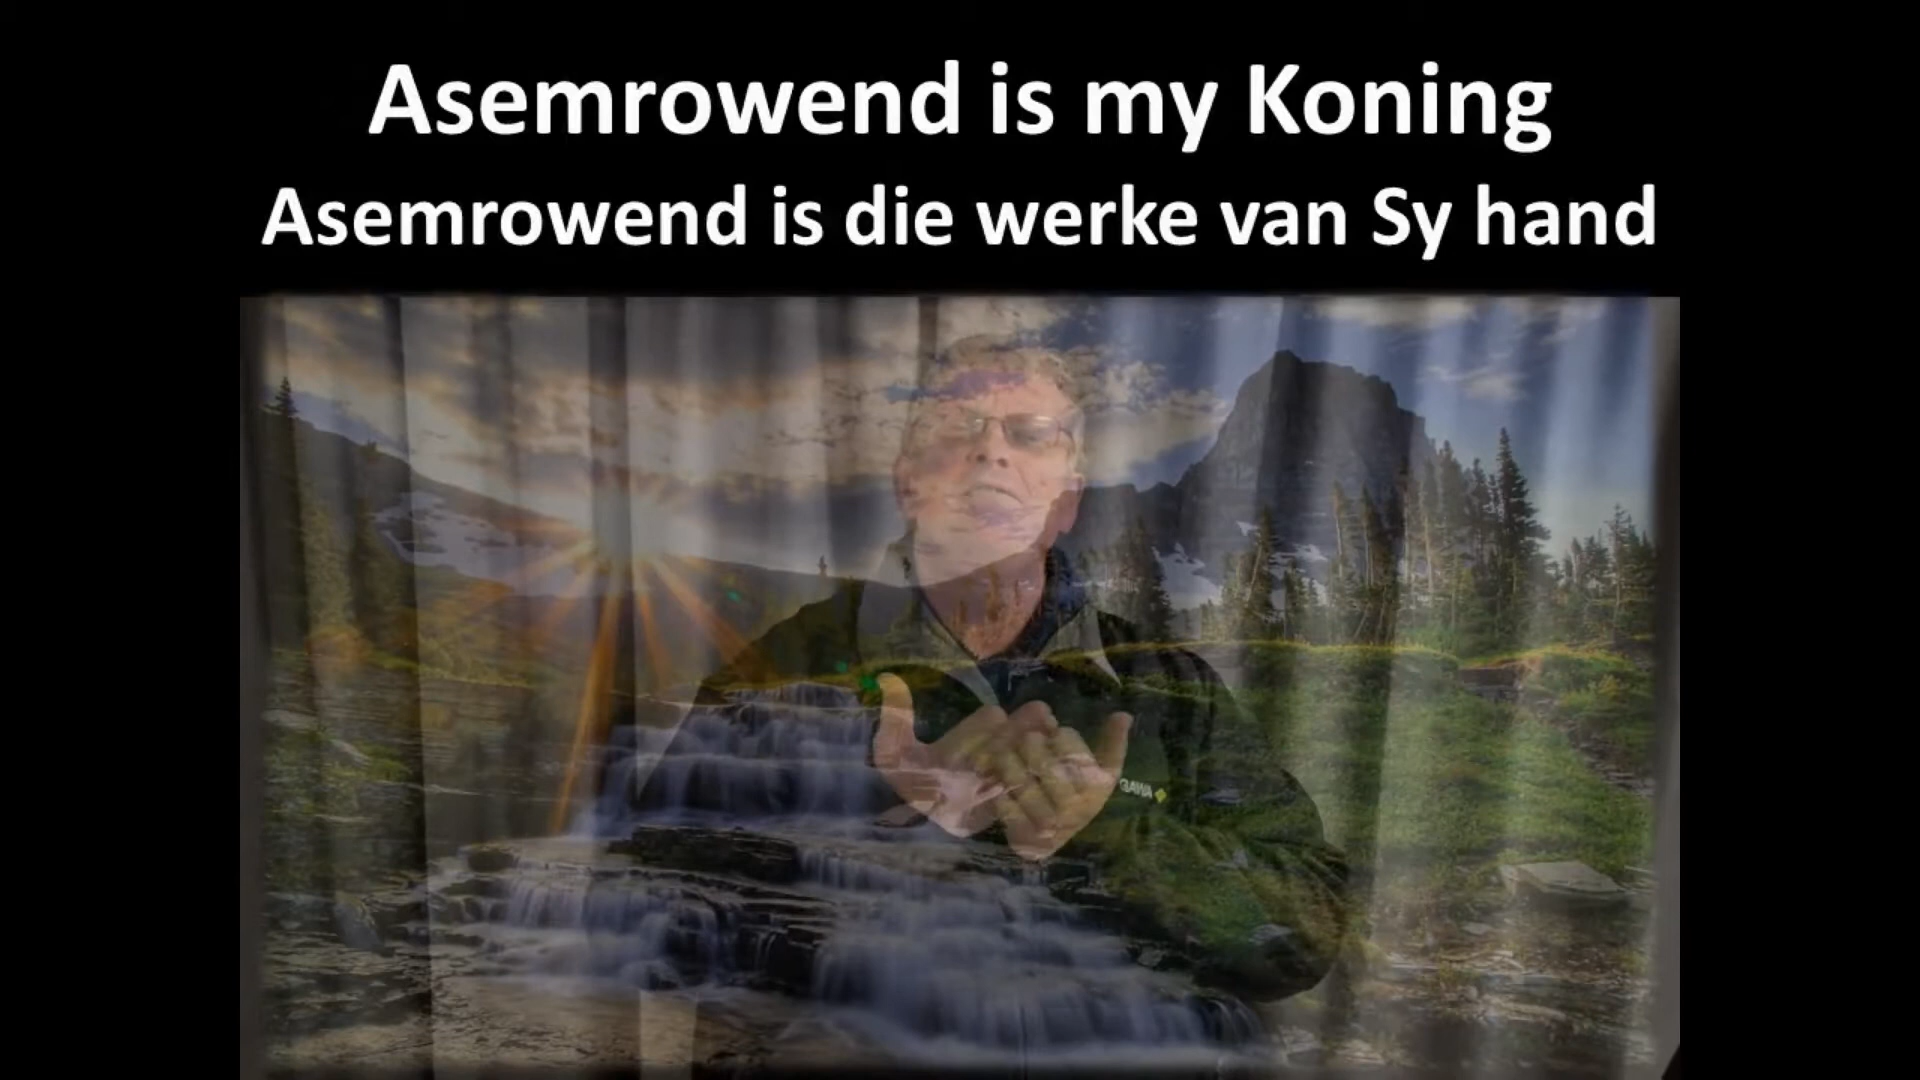 Asemrowend is my Koning
Asemrowend is die werke van Sy hand